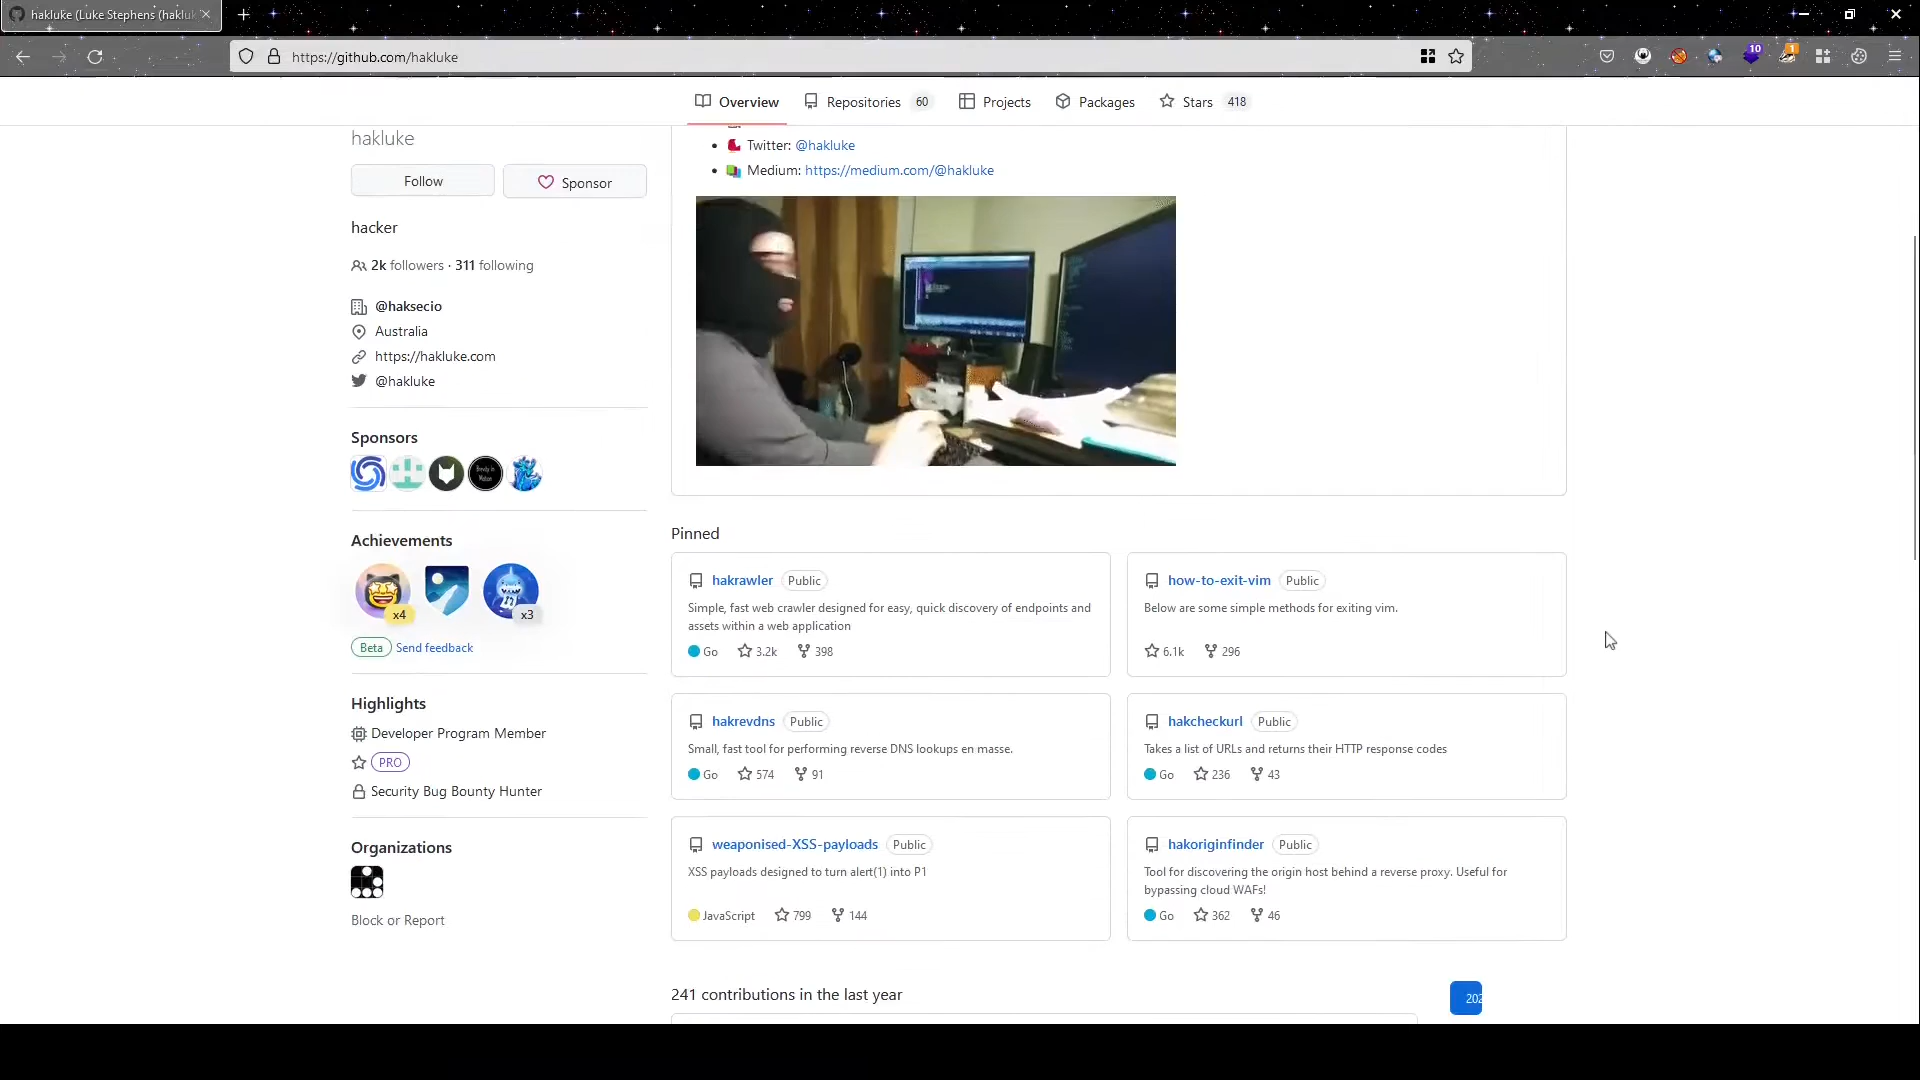 hakluke (Luke Stephens (hakluk
https://github.com/hakluke
10
1
Overview
Repositories 60
Projects
Packages
Stars 418
hakluke
Follow
Sponsor
hacker
2k followers · 311 following
@haksecio
Australia
https://hakluke.com
@hakluke
Sponsors
Achievements
x4
x3
Beta Send feedback
Highlights
Developer Program Member
PRO
Security Bug Bounty Hunter
Organizations
Block or Report
Twitter: @hakluke
Medium: https://medium.com/@hakluke
Pinned
hakrawler Public
Simple, fast web crawler designed for easy, quick discovery of endpoints and
assets within a web application
Go 3.2k 398
how-to-exit-vim Public
Below are some simple methods for exiting vim.
6.1k 296
hakrevdns Public
Small, fast tool for performing reverse DNS lookups en masse.
Go 574 91
hakcheckurl Public
Takes a list of URLs and returns their HTTP response codes
Go 236 43
weaponised-XSS-payloads Public
XSS payloads designed to turn alert(1) into P1
JavaScript 799 144
hakoriginfinder Public
Tool for discovering the origin host behind a reverse proxy. Useful for
bypassing cloud WAFs!
Go 362 46
241 contributions in the last year
202